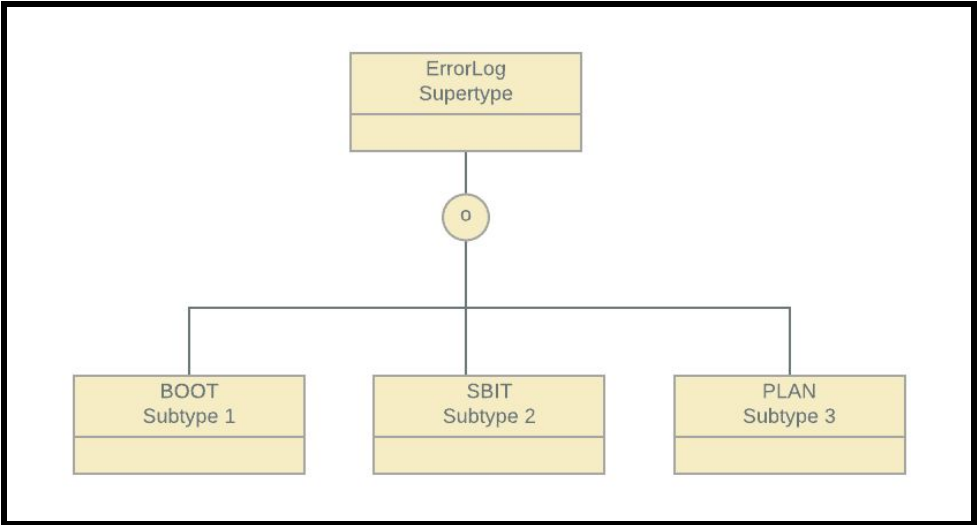 ErrorLog
Supertype
o
BOOT
Subtype 1
SBIT
Subtype 2
PLAN
Subtype 3